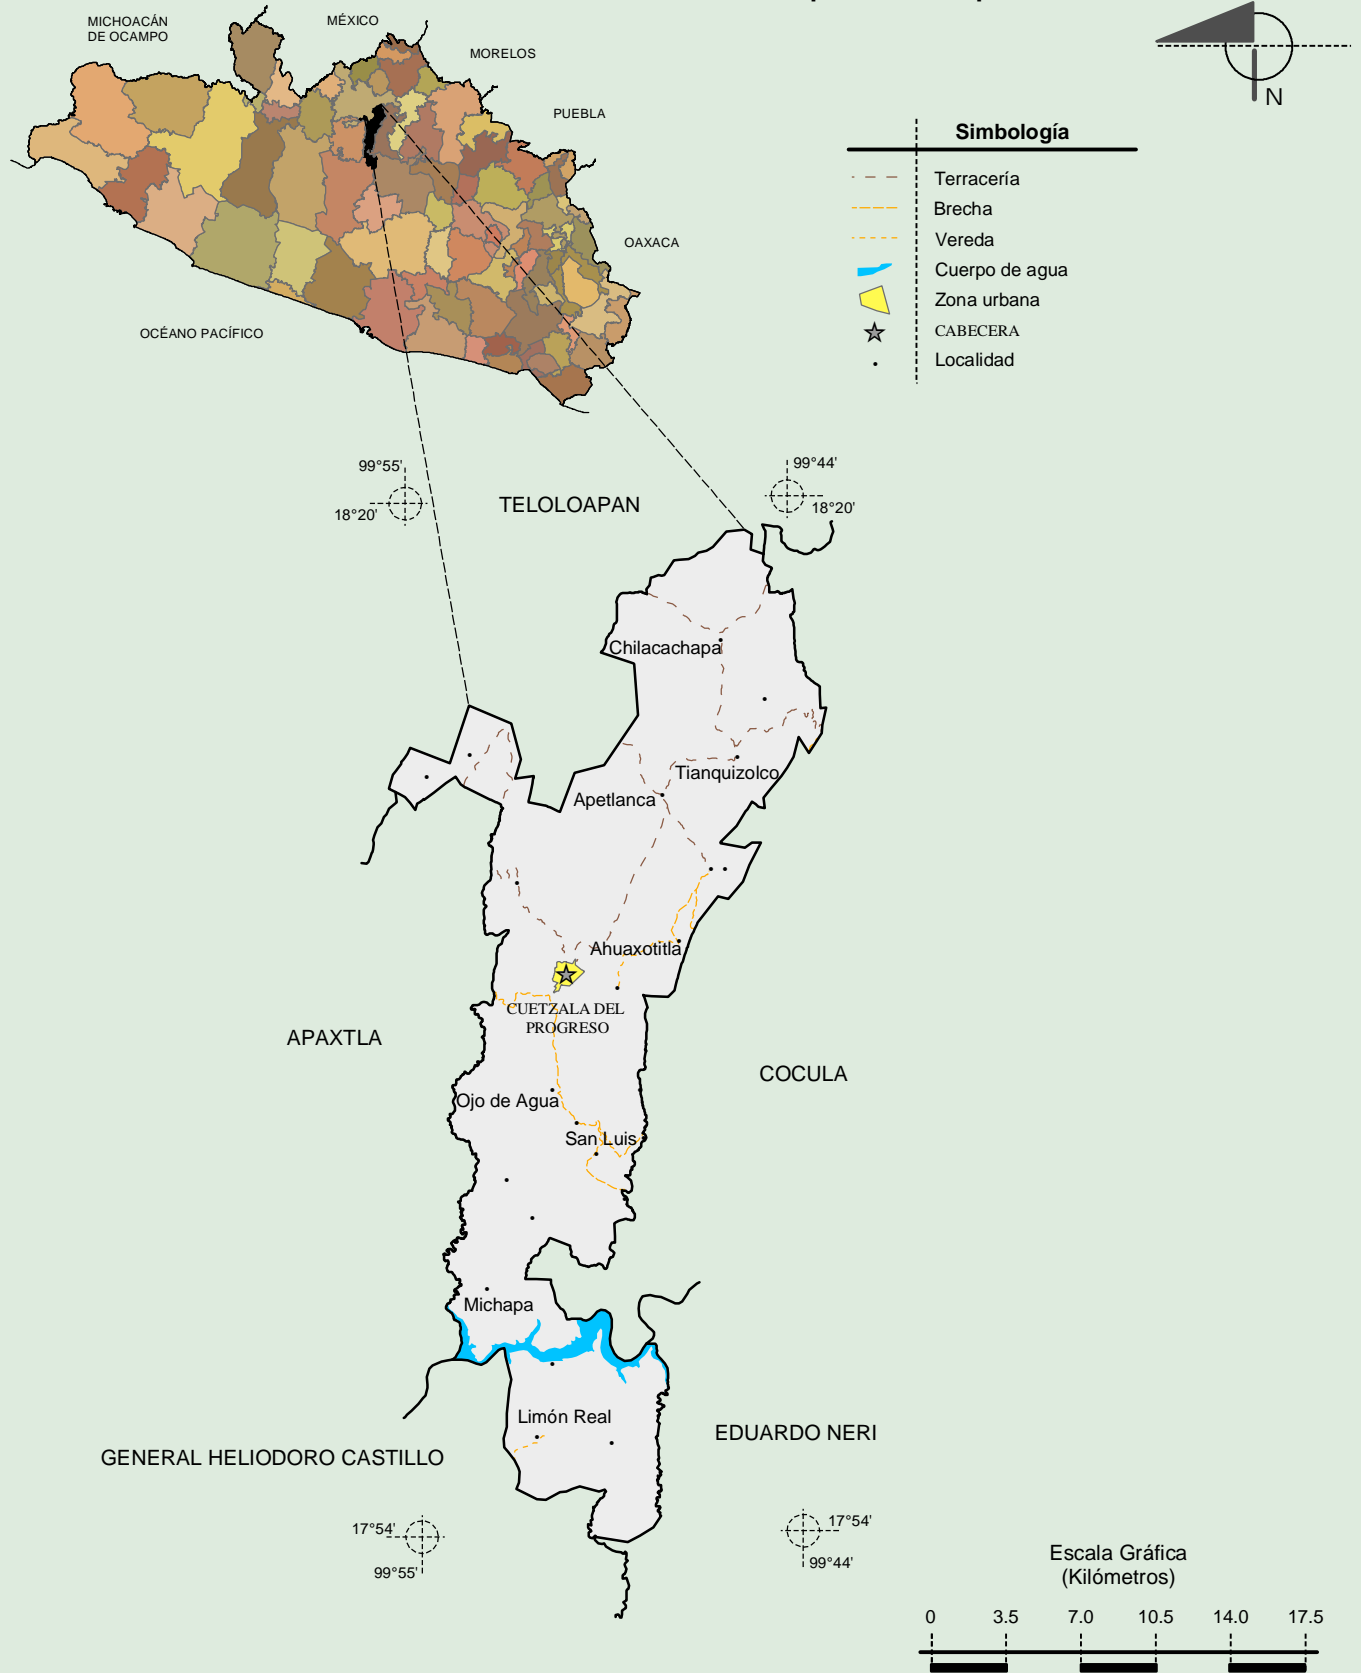 MICHOACÁN
DE OCAMPO
MÉXICO
MORELOS
PUEBLA
OAXACA
OCÉANO PACÍFICO
N
Simbología
Terracería
Brecha
Vereda
Cuerpo de agua
Zona urbana
CABECERA
Localidad
99°55'
18°20'
TELOLOAPAN
99°44'
18°20'
Chilacachapa
Tianquizolco
Apetlanca
Ahuaxotitla
CUETZALA DEL
PROGRESO
APAXTLA
COCULA
Ojo de Agua
San Luis
Michapa
Limón Real
EDUARDO NERI
GENERAL HELIODORO CASTILLO
17°54'
99°55'
17°54'
99°44'
Escala Gráfica
(Kilómetros)
0 3.5 7.0 10.5 14.0 17.5